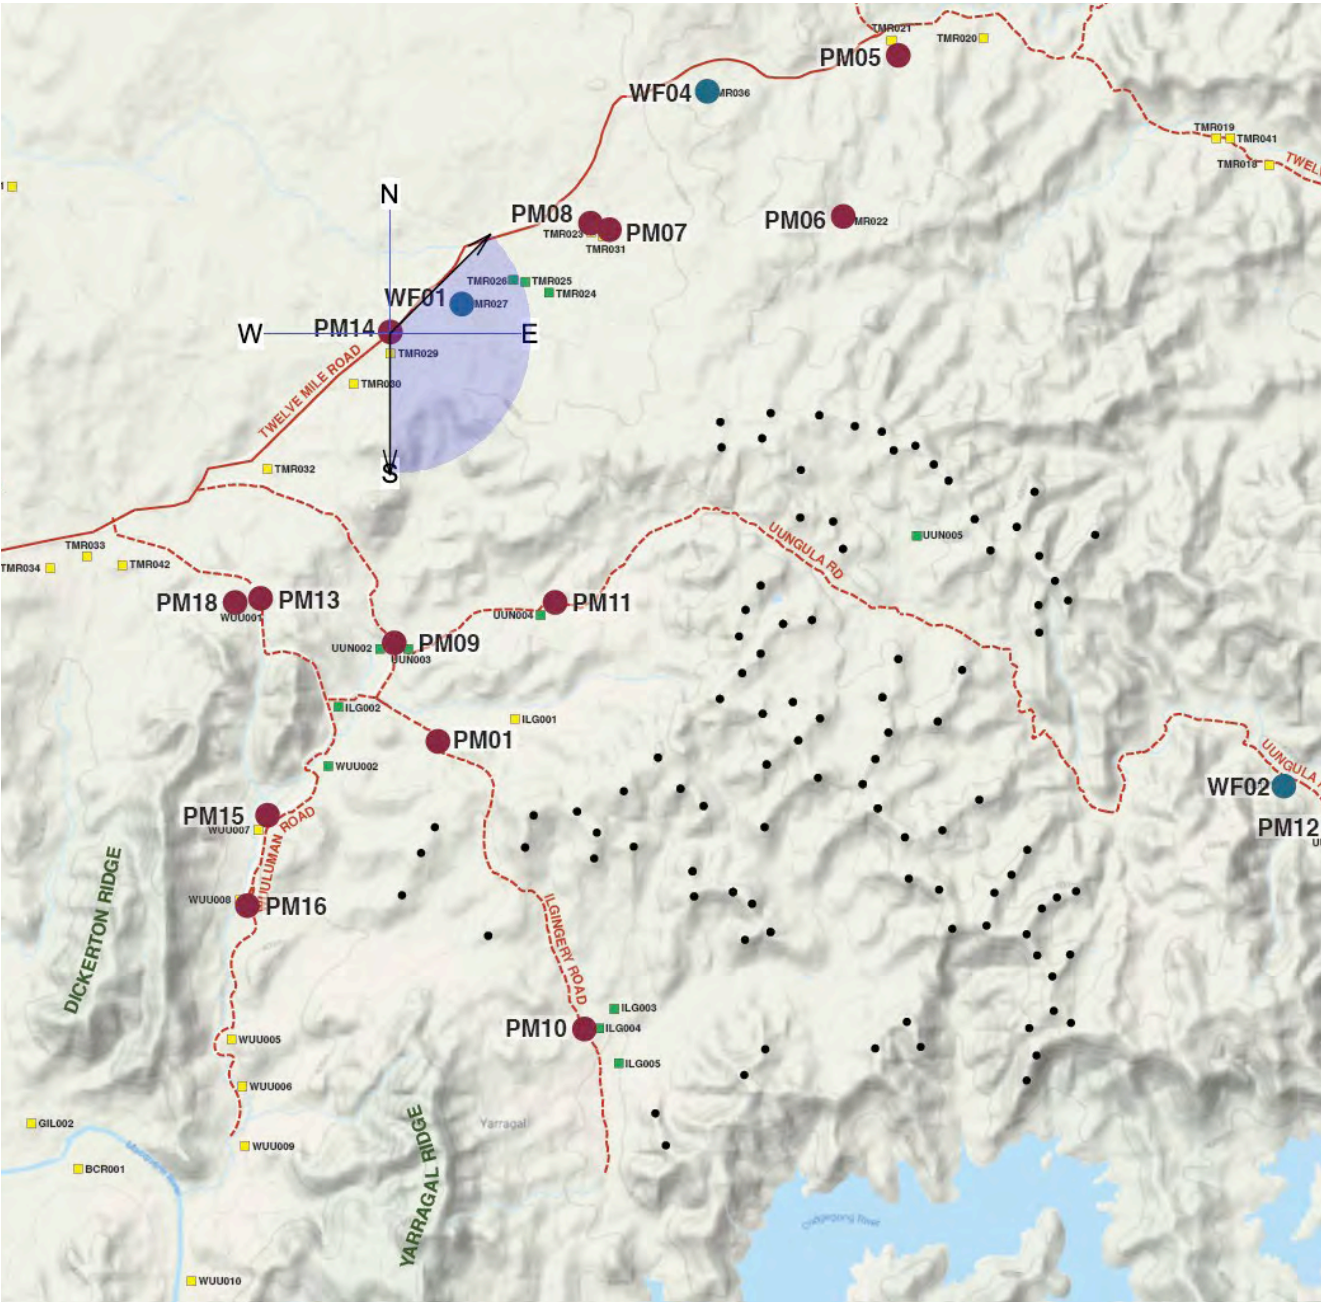 TMR021
TMR020
PM05
WF04
MR036
TMR019
TMR041
TMR018
N
PM08
TMR023
PM07
TMR031
PM06
MR022
TMR026
TMR025
TMR024
WF01
MR027
W
PM14
E
TMR029
TWELVE MILE ROAD
TMR030
S
TMR032
TMR033
TMR034
TMR042
UUNGULA RD
UUN005
PM18
PM13
WUU001
PM11
UUN004
PM09
UUN002
UUN003
ILG002
ILG001
PM01
WUU002
WF02
PM12
PM15
WUU007
WUULUMAN ROAD
DICKERTON RIDGE
WUU008
PM16
ILGINGERY ROAD
ILG003
PM10
ILG004
WUU005
ILG005
WUU006
GIL002
YARRAGAL RIDGE
Yarragal
WUU009
BCR001
Cudgegong River
WUU010